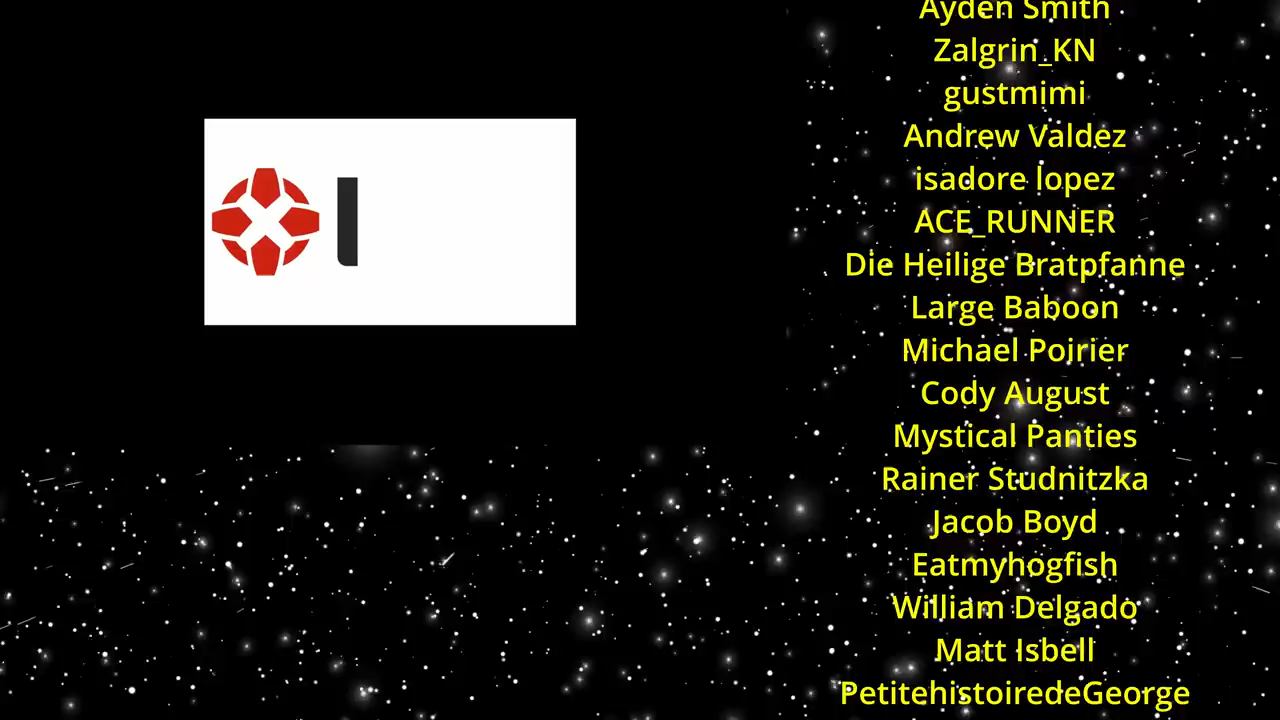 I
Ayden Smith
Zalgrin_KN
gustmimi
Andrew Valdez
isadore lopez
ACE_RUNNER
Die Heilige Bratpfanne
Large Baboon
Michael Poirier
Cody August
Mystical Panties
Rainer Studnitzka
Jacob Boyd
Eatmyhogfish
William Delgado
Matt Isbell
PetitehistoiredeGeorge